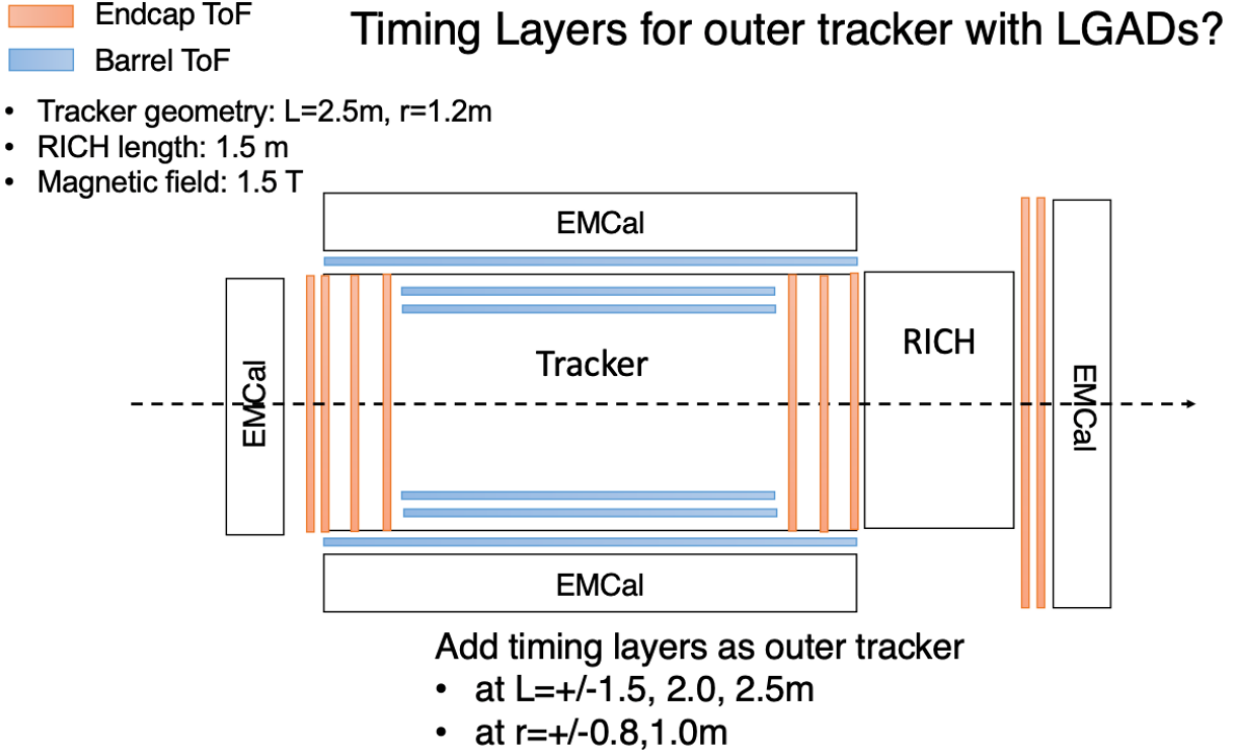 Endcap ToF
Timing Layers for outer tracker with LGADs?
Barrel ToF
• Tracker geometry: L=2.5m, r=1.2m
• RICH length: 1.5 m
• Magnetic field: 1.5 T
EMCal
EMCal
Tracker
RICH
EMCal
EMCal
Add timing layers as outer tracker
• at L=+/-1.5, 2.0, 2.5m
• at r=+/-0.8,1.0m